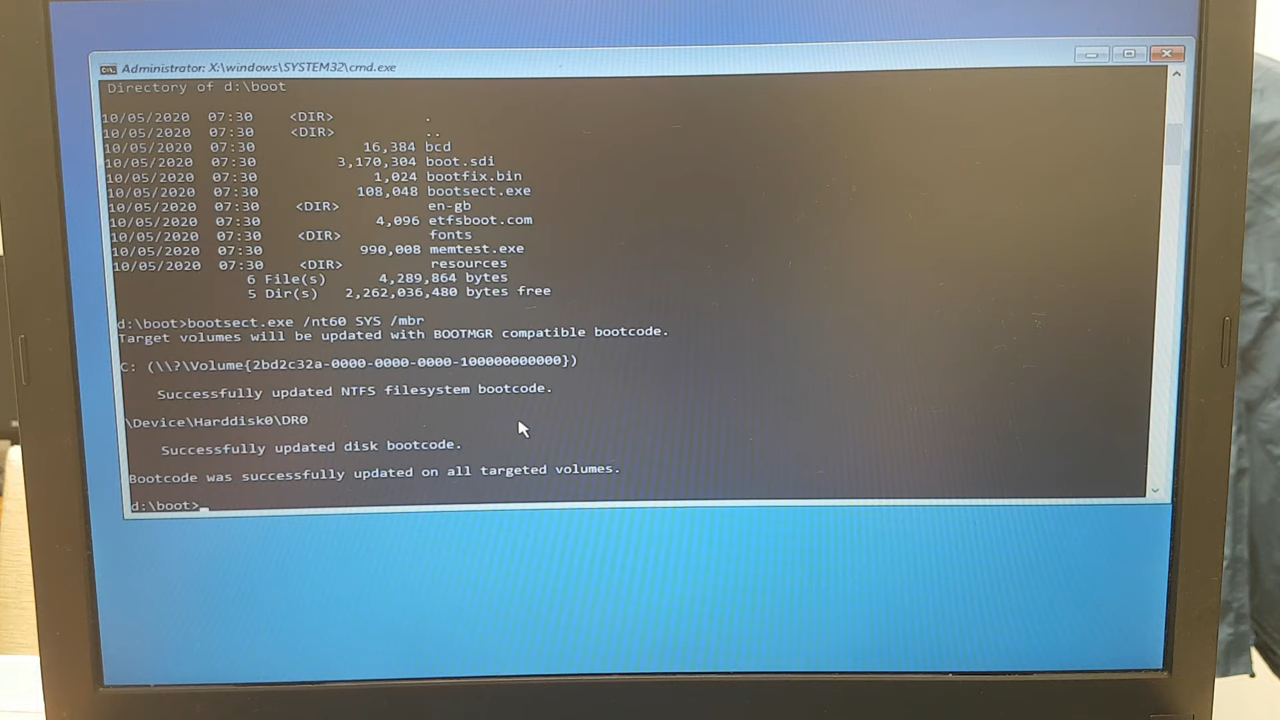 Administrator: X:\windows\SYSTEM32\cmd.exe
Directory of d:\boot
10/05/2020 07:30 <DIR> .
10/05/2020 07:30 <DIR> ..
10/05/2020 07:30 16,384 bcd
10/05/2020 07:30 3,170,304 boot.sdi
10/05/2020 07:30 1,024 bootfix.bin
10/05/2020 07:30 108,048 bootsect.exe
10/05/2020 07:30 <DIR> en-gb
10/05/2020 07:30 4,096 etfsboot.com
10/05/2020 07:30 <DIR> fonts
10/05/2020 07:30 990,008 memtest.exe
10/05/2020 07:30 <DIR> resources
6 File(s) 4,289,864 bytes
5 Dir(s) 2,262,036,480 bytes free
d:\boot>bootsect.exe /nt60 SYS /mbr
Target volumes will be updated with BOOTMGR compatible bootcode.
C: (\\?\Volume{2bd2c32a-0000-0000-0000-100000000000})
Successfully updated NTFS filesystem bootcode.
\Device\Harddisk0\DR0
Successfully updated disk bootcode.
Bootcode was successfully updated on all targeted volumes.
d:\boot>_